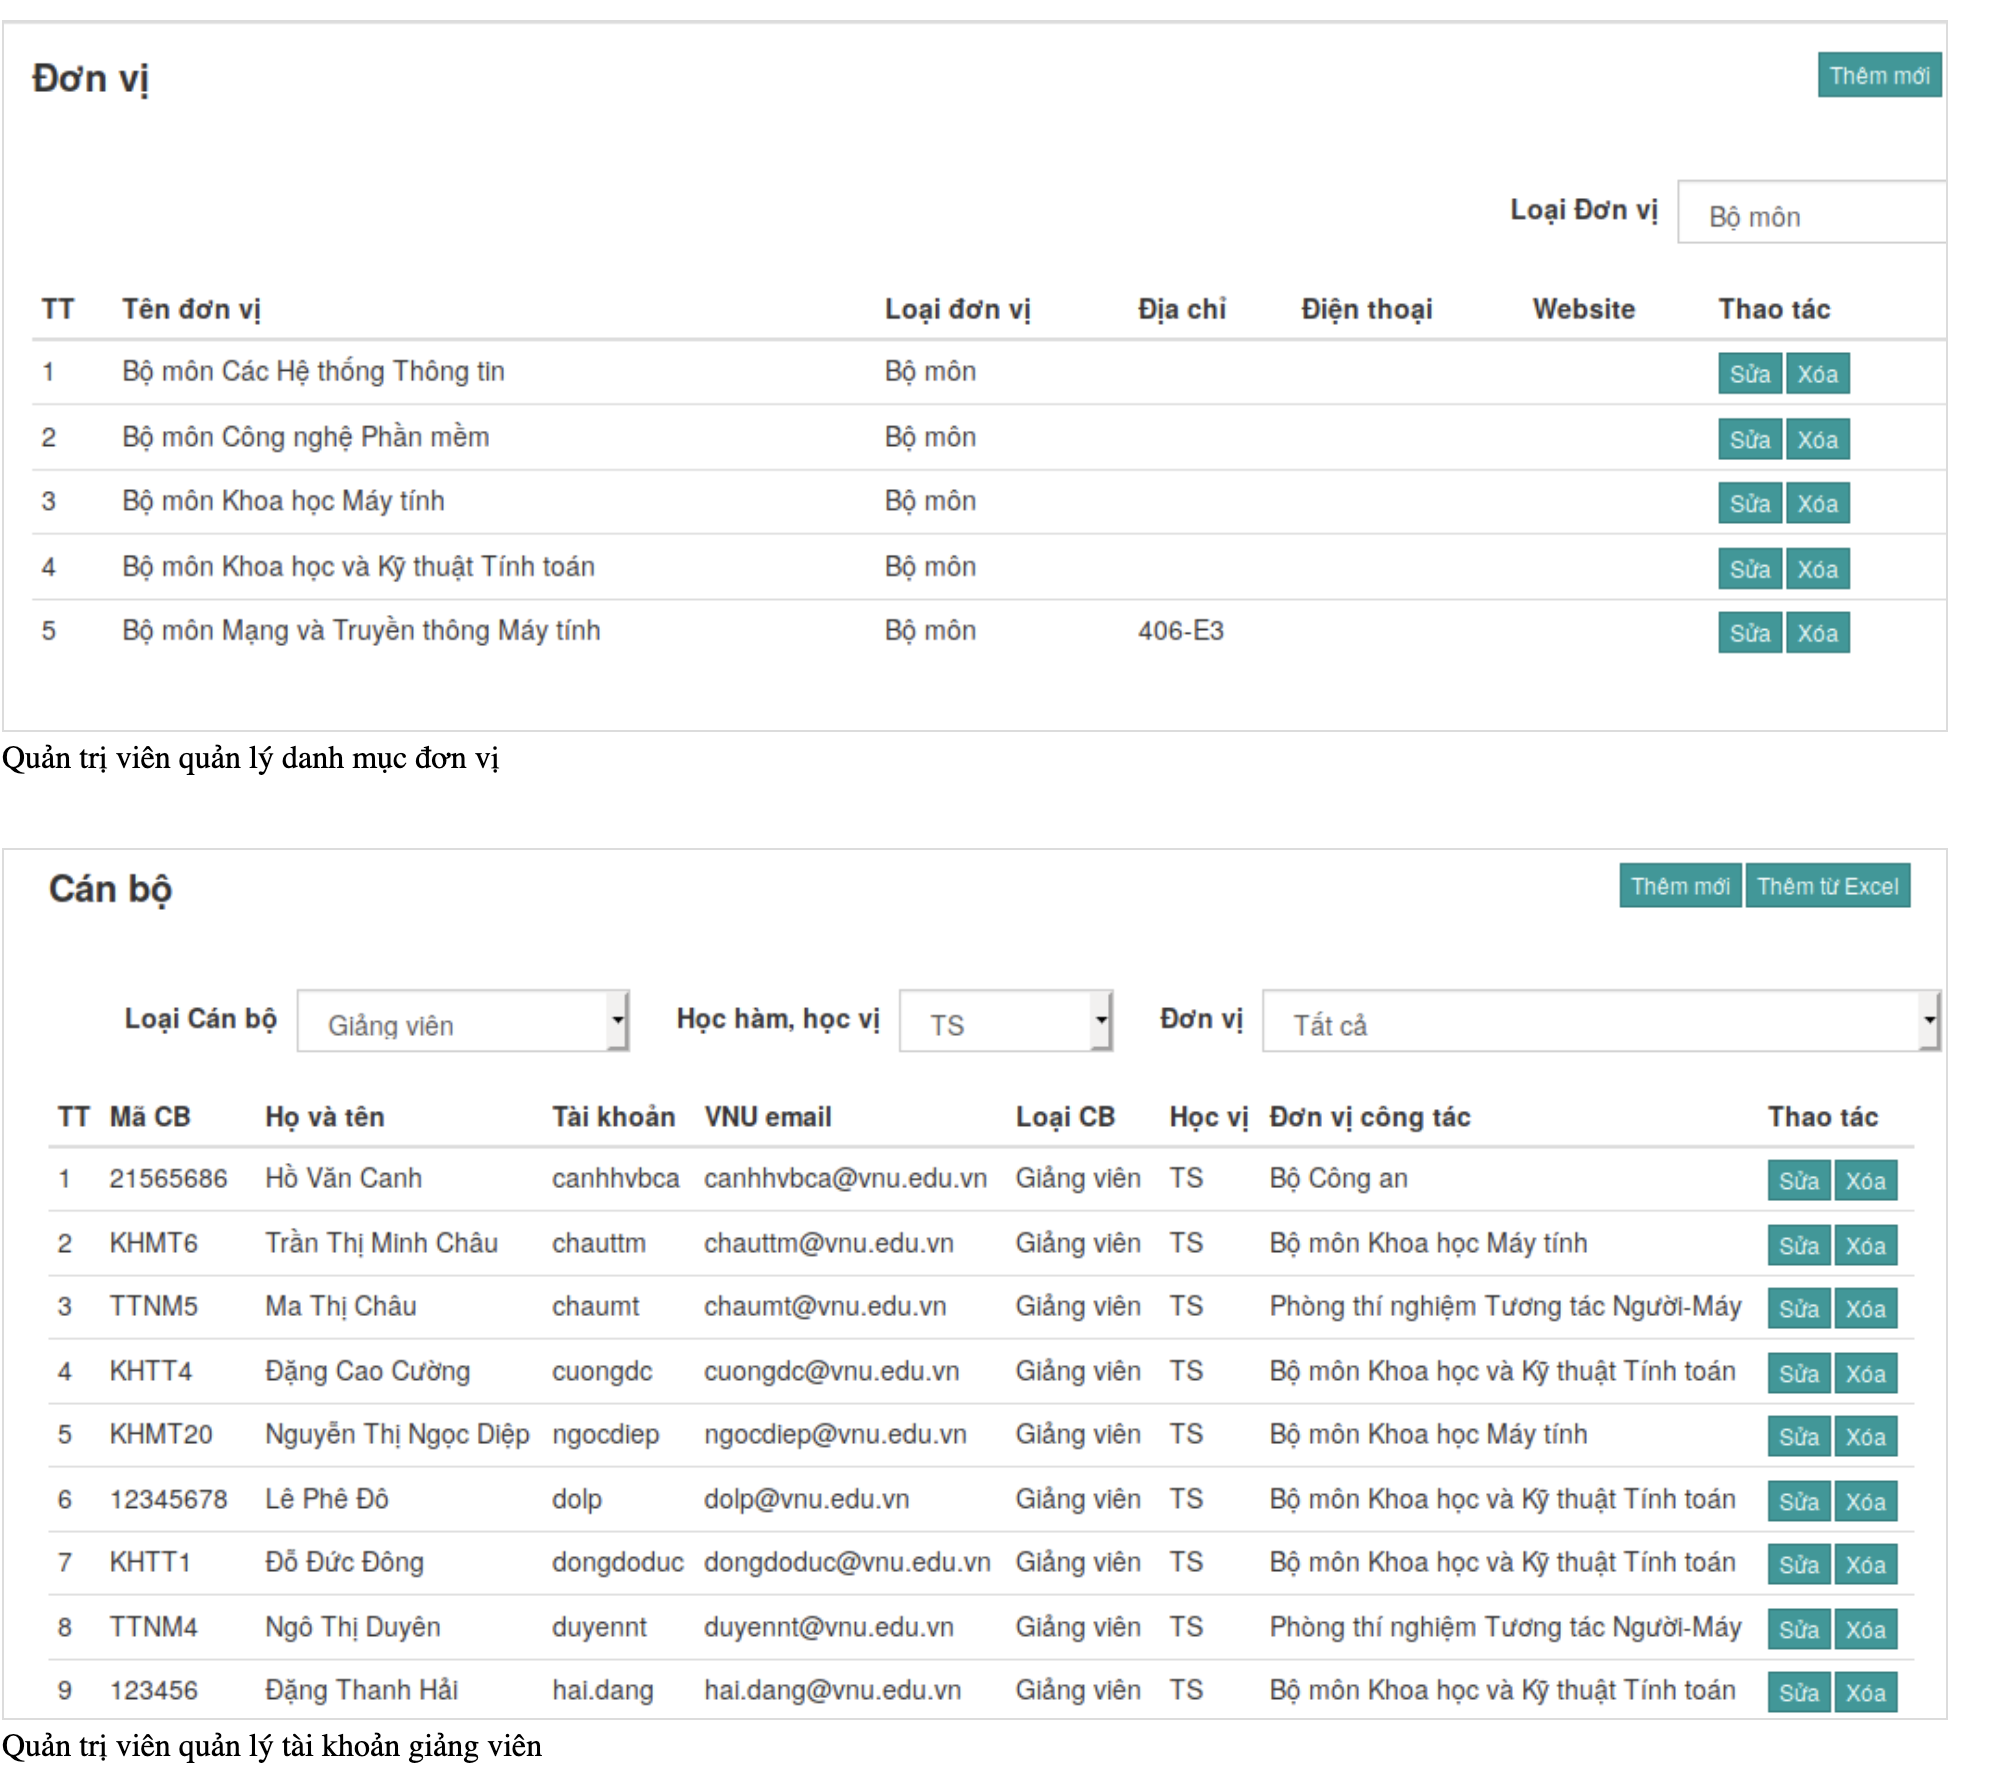 Đơn vị Thêm mới
Loại Đơn vị Bộ môn
TT Tên đơn vị Loại đơn vị Địa chỉ Điện thoại Website Thao tác
1 Bộ môn Các Hệ thống Thông tin Bộ môn Sửa Xóa
2 Bộ môn Công nghệ Phần mềm Bộ môn Sửa Xóa
3 Bộ môn Khoa học Máy tính Bộ môn Sửa Xóa
4 Bộ môn Khoa học và Kỹ thuật Tính toán Bộ môn Sửa Xóa
5 Bộ môn Mạng và Truyền thông Máy tính Bộ môn 406-E3 Sửa Xóa
Quản trị viên quản lý danh mục đơn vị
Cán bộ Thêm mới Thêm từ Excel
Loại Cán bộ Giảng viên Học hàm, học vị TS Đơn vị Tất cả
TT Mã CB Họ và tên Tài khoản VNU email Loại CB Học vị Đơn vị công tác Thao tác
1 21565686 Hồ Văn Canh canhhvbca canhhvbca@vnu.edu.vn Giảng viên TS Bộ Công an Sửa Xóa
2 KHMT6 Trần Thị Minh Châu chauttm chauttm@vnu.edu.vn Giảng viên TS Bộ môn Khoa học Máy tính Sửa Xóa
3 TTNM5 Ma Thị Châu chaumt chaumt@vnu.edu.vn Giảng viên TS Phòng thí nghiệm Tương tác Người-Máy Sửa Xóa
4 KHTT4 Đặng Cao Cường cuongdc cuongdc@vnu.edu.vn Giảng viên TS Bộ môn Khoa học và Kỹ thuật Tính toán Sửa Xóa
5 KHMT20 Nguyễn Thị Ngọc Diệp ngocdiep ngocdiep@vnu.edu.vn Giảng viên TS Bộ môn Khoa học Máy tính Sửa Xóa
6 12345678 Lê Phê Đô dolp dolp@vnu.edu.vn Giảng viên TS Bộ môn Khoa học và Kỹ thuật Tính toán Sửa Xóa
7 KHTT1 Đỗ Đức Đông dongdoduc dongdoduc@vnu.edu.vn Giảng viên TS Bộ môn Khoa học và Kỹ thuật Tính toán Sửa Xóa
8 TTNM4 Ngô Thị Duyên duyennt duyennt@vnu.edu.vn Giảng viên TS Phòng thí nghiệm Tương tác Người-Máy Sửa Xóa
9 123456 Đặng Thanh Hải hai.dang hai.dang@vnu.edu.vn Giảng viên TS Bộ môn Khoa học và Kỹ thuật Tính toán Sửa Xóa
Quản trị viên quản lý tài khoản giảng viên